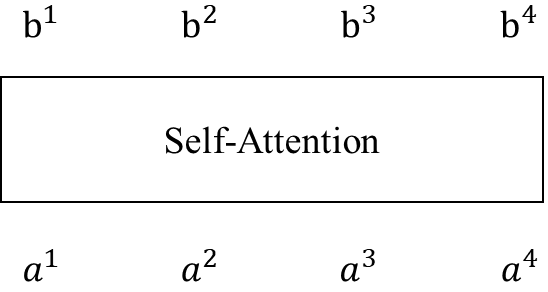 b¹ b² b³ b⁴
Self-Attention
a¹ a² a³ a⁴